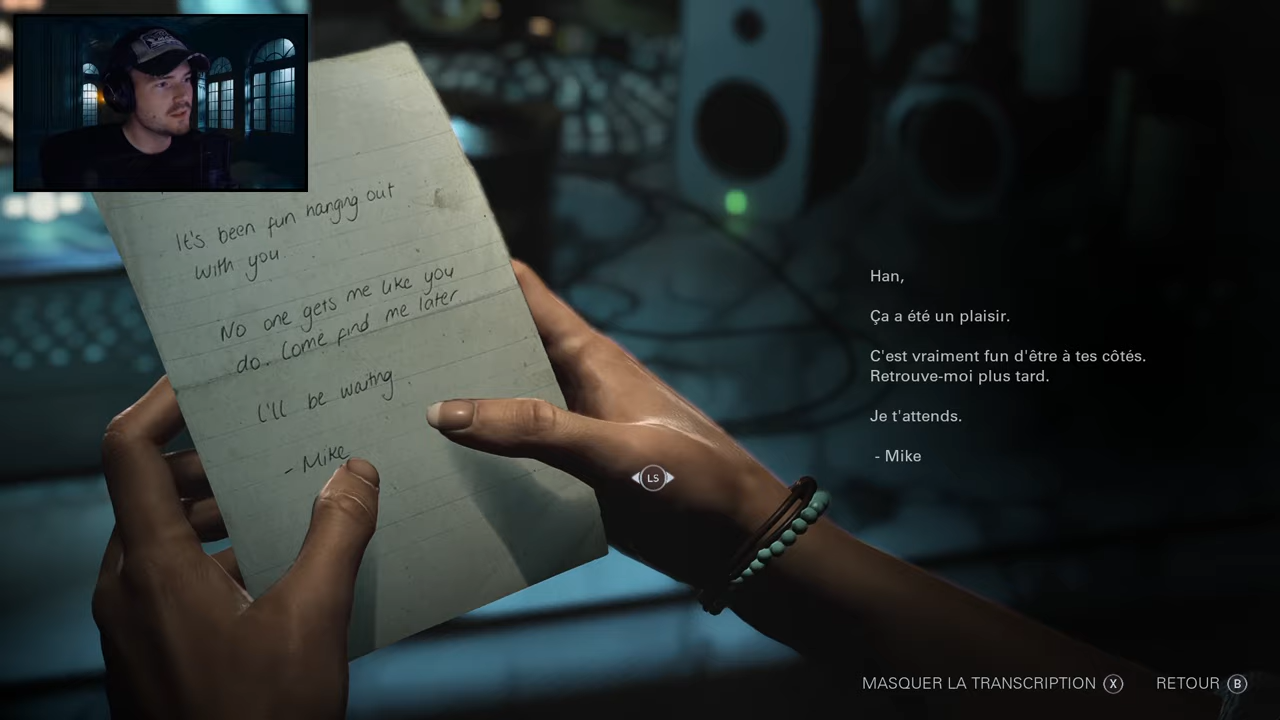 It's been fun hanging out
with you
No one gets me like you
do. Come find me later
I'll be waiting
- Mike
Han,
Ça a été un plaisir.
C'est vraiment fun d'être à tes côtés.
Retrouve-moi plus tard.
Je t'attends.
- Mike
LS
MASQUER LA TRANSCRIPTION X
RETOUR B